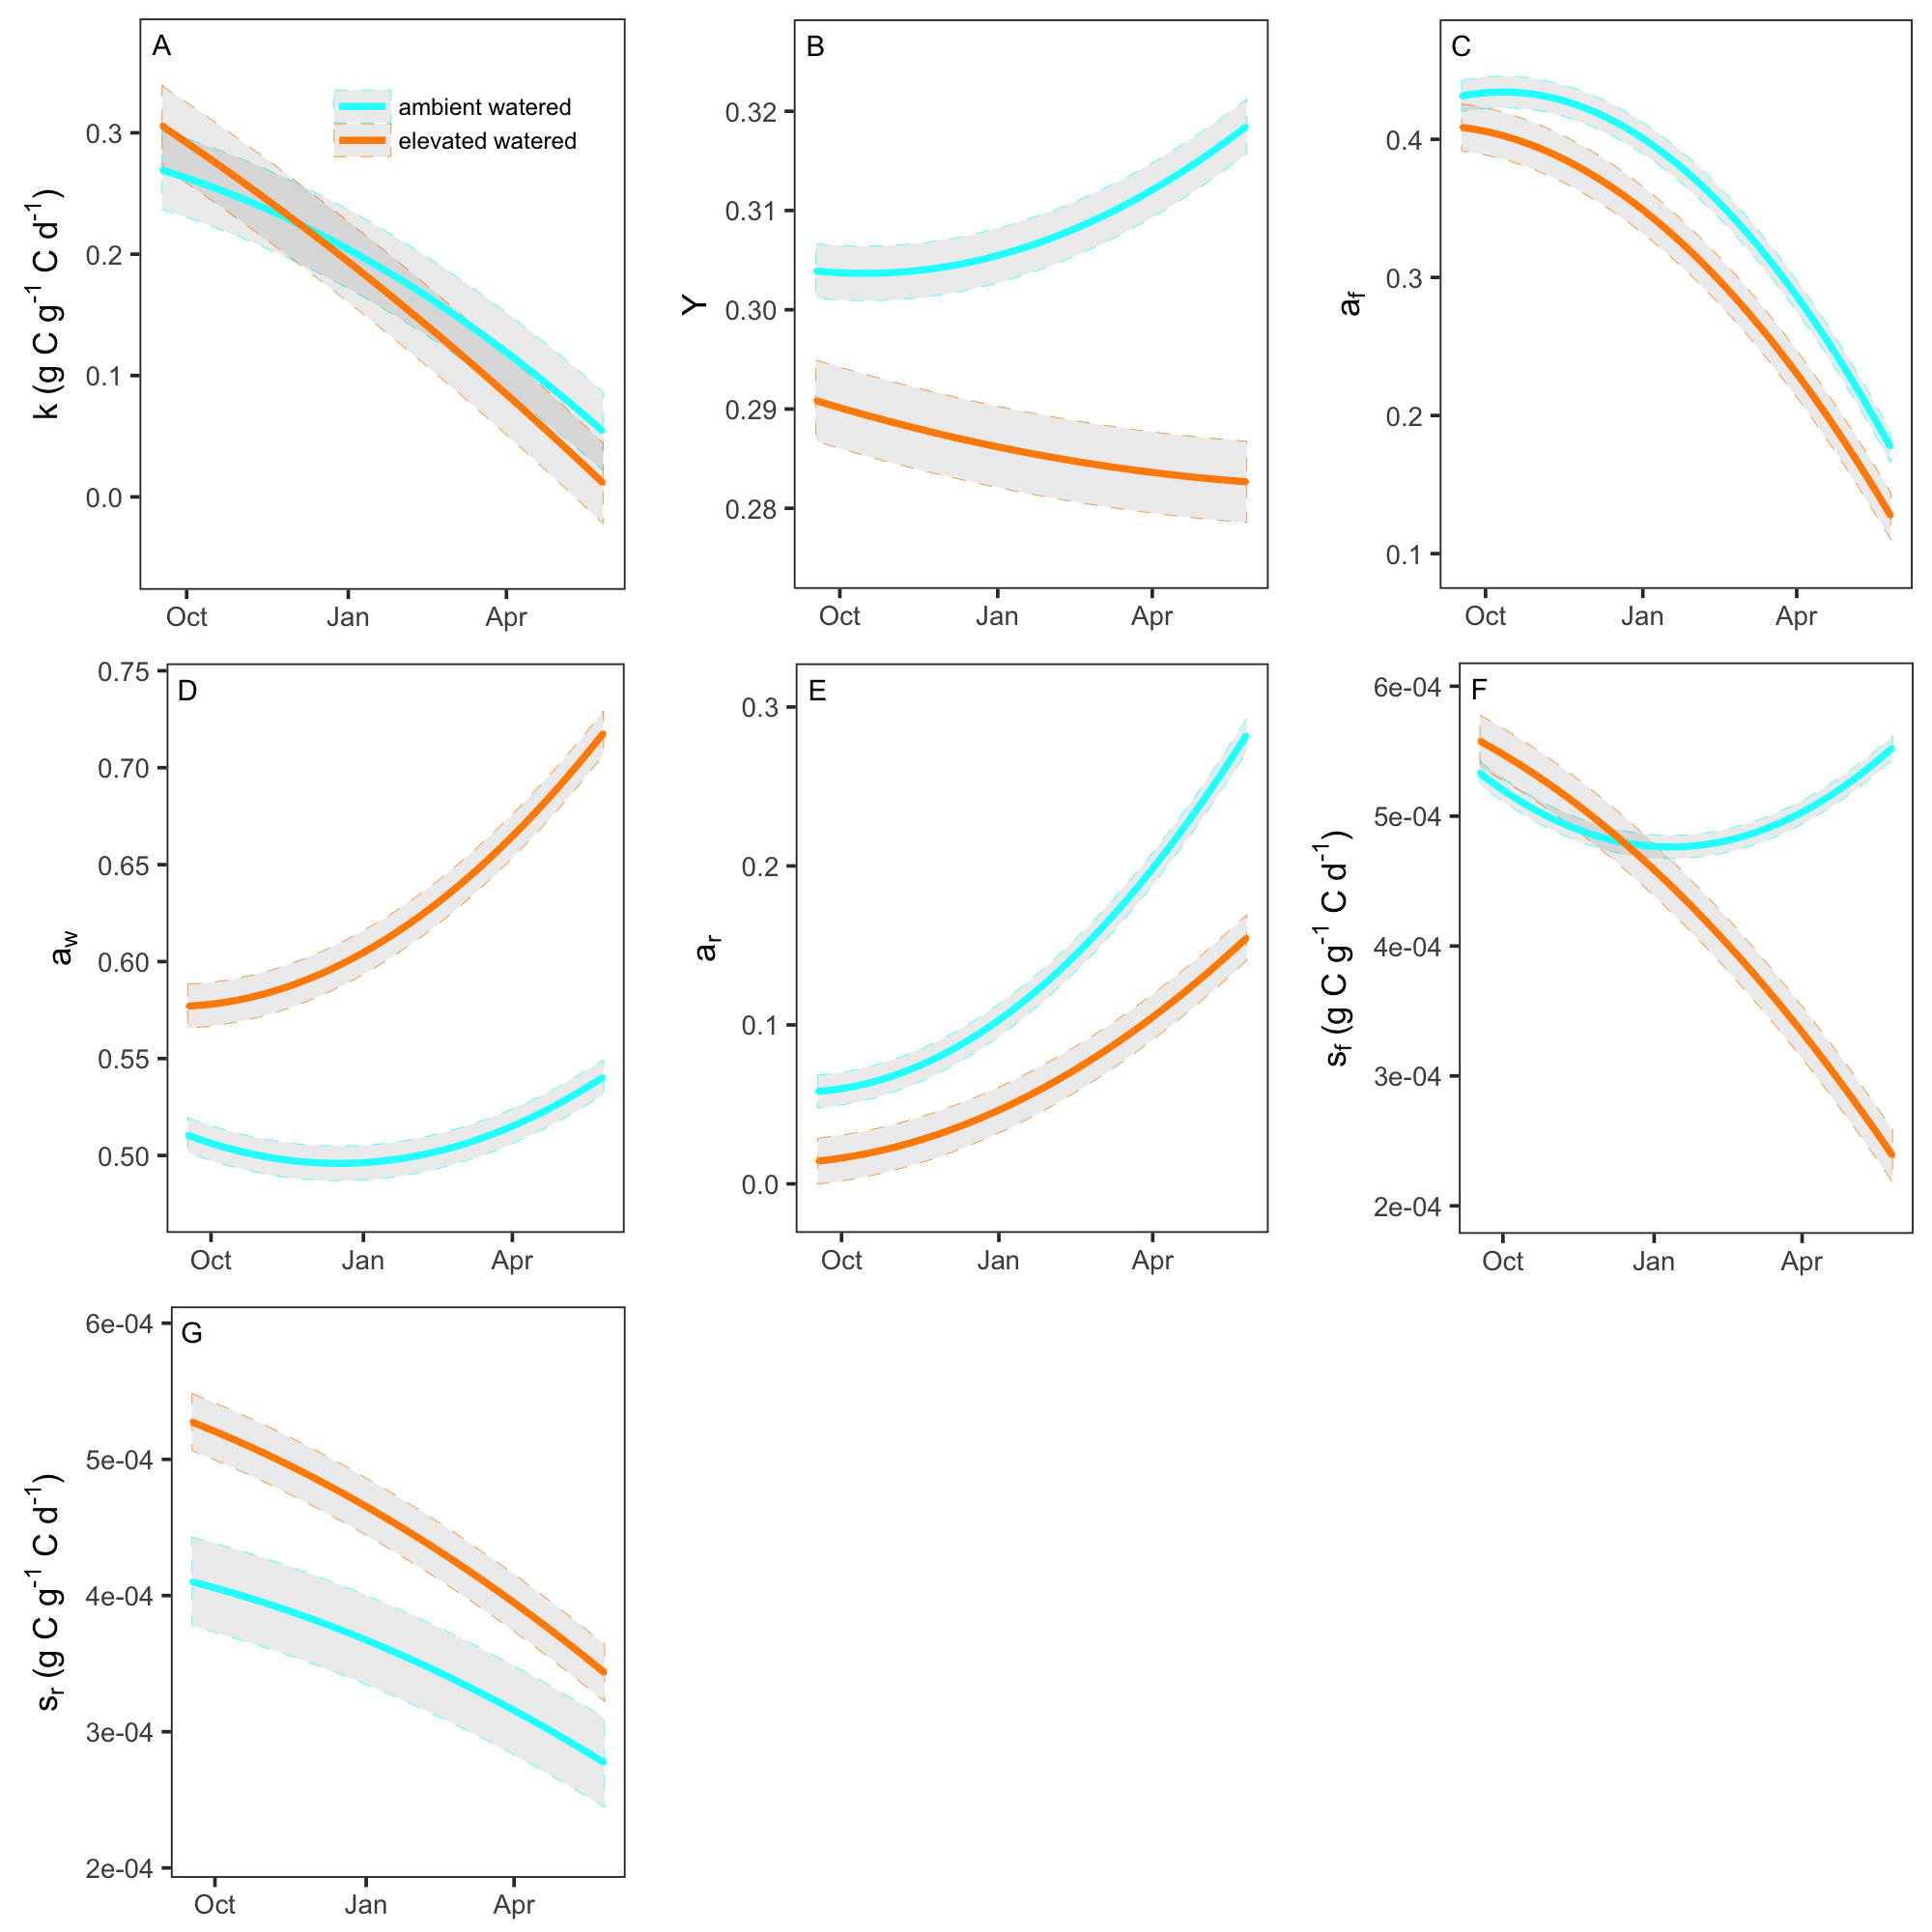 A
ambient watered
elevated watered
0.3
0.2
0.1
0.0
k (g C g⁻¹ C d⁻¹)
Oct Jan Apr
B
0.32
0.31
0.30
0.29
0.28
Y
Oct Jan Apr
C
0.4
0.3
0.2
0.1
af
Oct Jan Apr
D
0.75
0.70
0.65
0.60
0.55
0.50
aw
Oct Jan Apr
E
0.3
0.2
0.1
0.0
ar
Oct Jan Apr
F
6e-04
5e-04
4e-04
3e-04
2e-04
sf (g C g⁻¹ C d⁻¹)
Oct Jan Apr
G
6e-04
5e-04
4e-04
3e-04
2e-04
sr (g C g⁻¹ C d⁻¹)
Oct Jan Apr